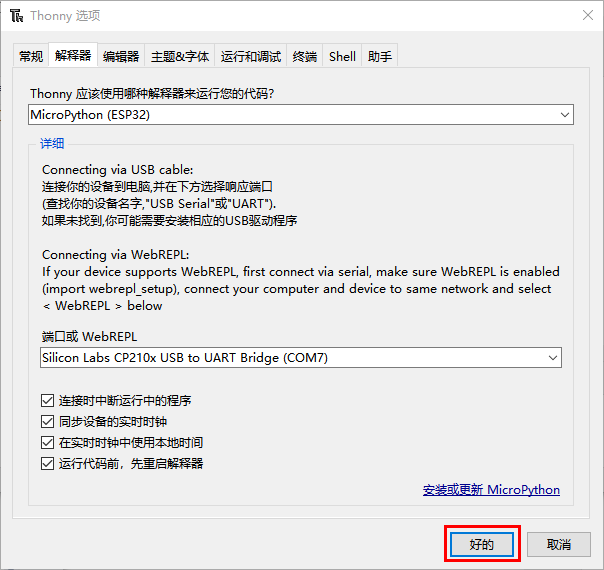 Thonny 选项
常规 解释器 编辑器 主题&字体 运行和调试 终端 Shell 助手
Thonny 应该使用哪种解释器来运行您的代码?
MicroPython (ESP32)
详细
Connecting via USB cable:
连接你的设备到电脑,并在下方选择响应端口
(查找你的设备名字,"USB Serial"或"UART").
如果未找到,你可能需要安装相应的USB驱动程序
Connecting via WebREPL:
If your device supports WebREPL, first connect via serial, make sure WebREPL is enabled
(import webrepl_setup), connect your computer and device to same network and select
< WebREPL > below
端口或 WebREPL
Silicon Labs CP210x USB to UART Bridge (COM7)
连接时中断运行中的程序
同步设备的实时时钟
在实时时钟中使用本地时间
运行代码前，先重启解释器
安装或更新 MicroPython
好的 取消